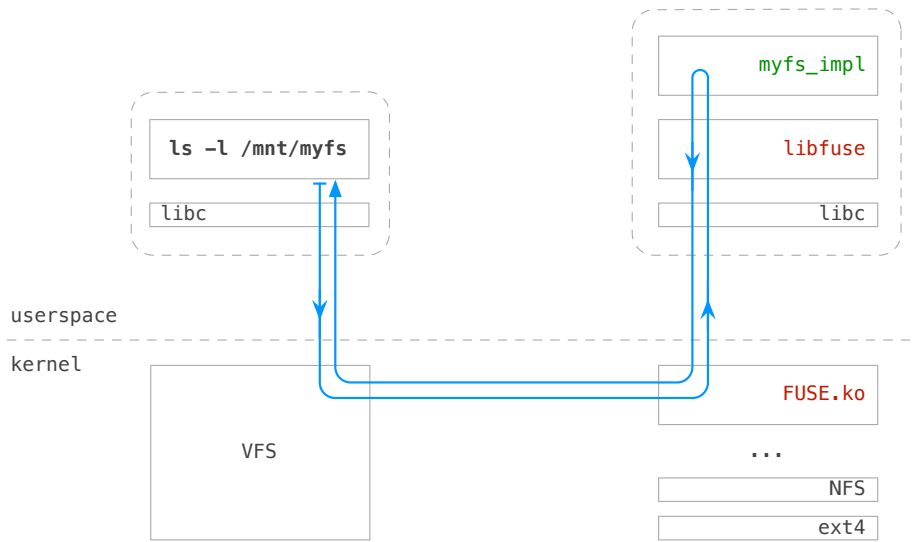 myfs_impl
ls -l /mnt/myfs
libfuse
libc
libc
userspace
kernel
FUSE.ko
VFS
...
NFS
ext4